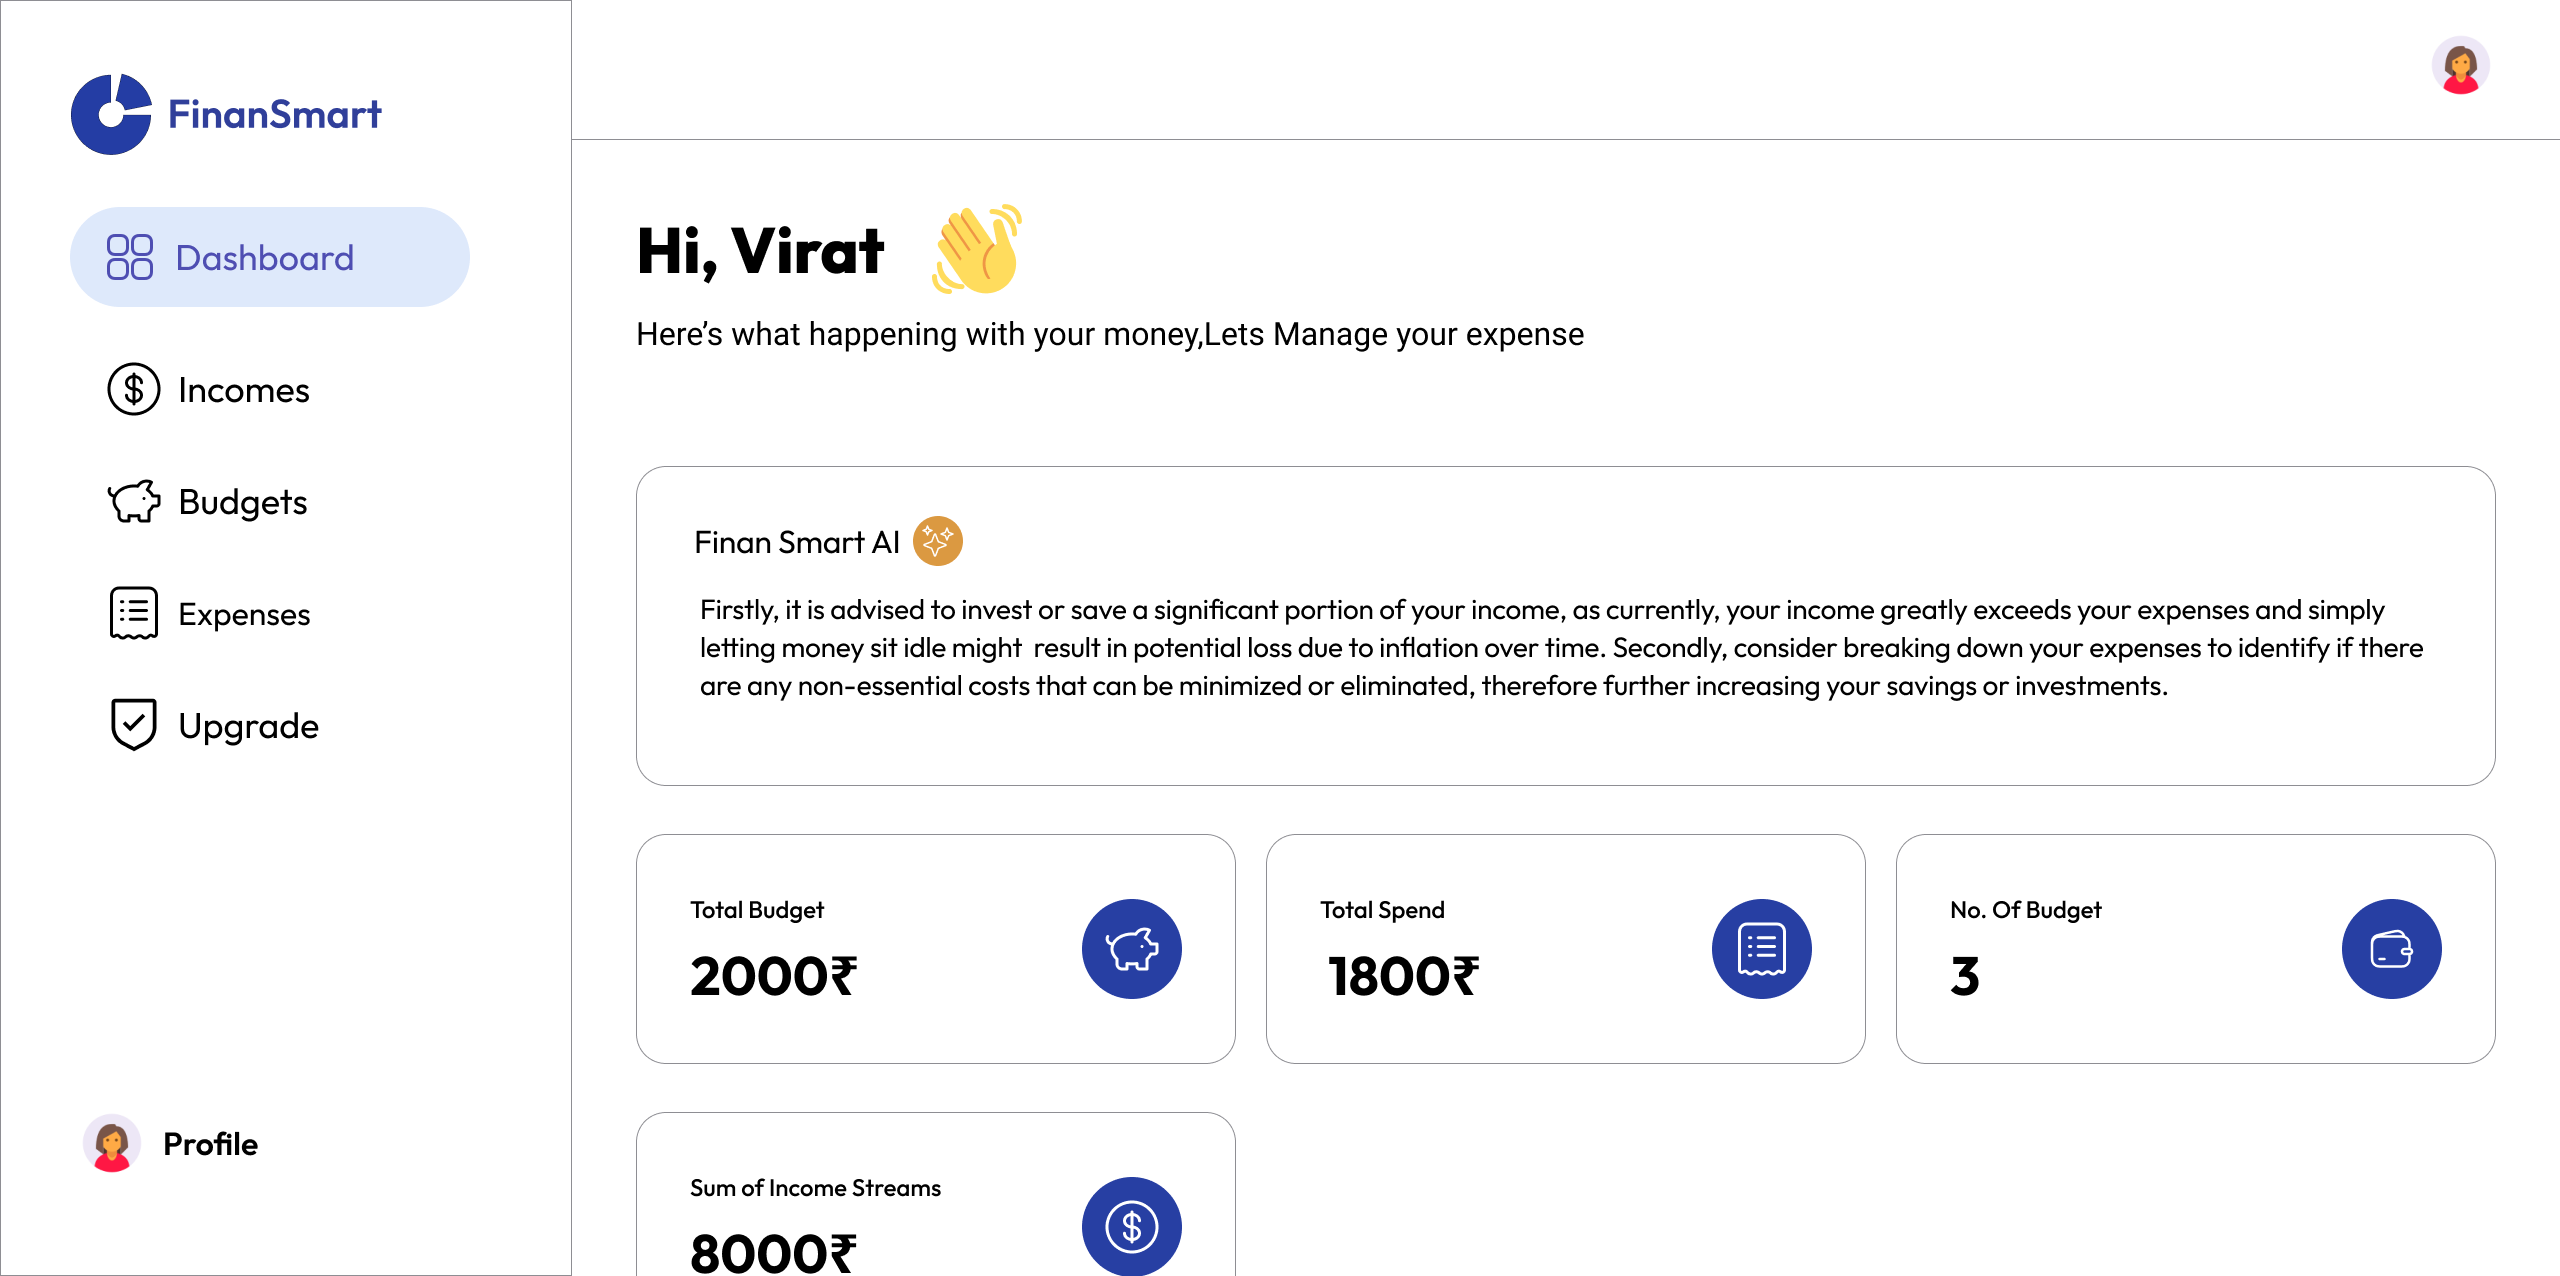 FinanSmart
Dashboard
Incomes
Budgets
Expenses
Upgrade
Profile
Hi, Virat
Here’s what happening with your money,Lets Manage your expense
Finan Smart AI
Firstly, it is advised to invest or save a significant portion of your income, as currently, your income greatly exceeds your expenses and simply
letting money sit idle might  result in potential loss due to inflation over time. Secondly, consider breaking down your expenses to identify if there
are any non-essential costs that can be minimized or eliminated, therefore further increasing your savings or investments.
Total Budget
2000₹
Total Spend
1800₹
No. Of Budget
3
Sum of Income Streams
8000₹